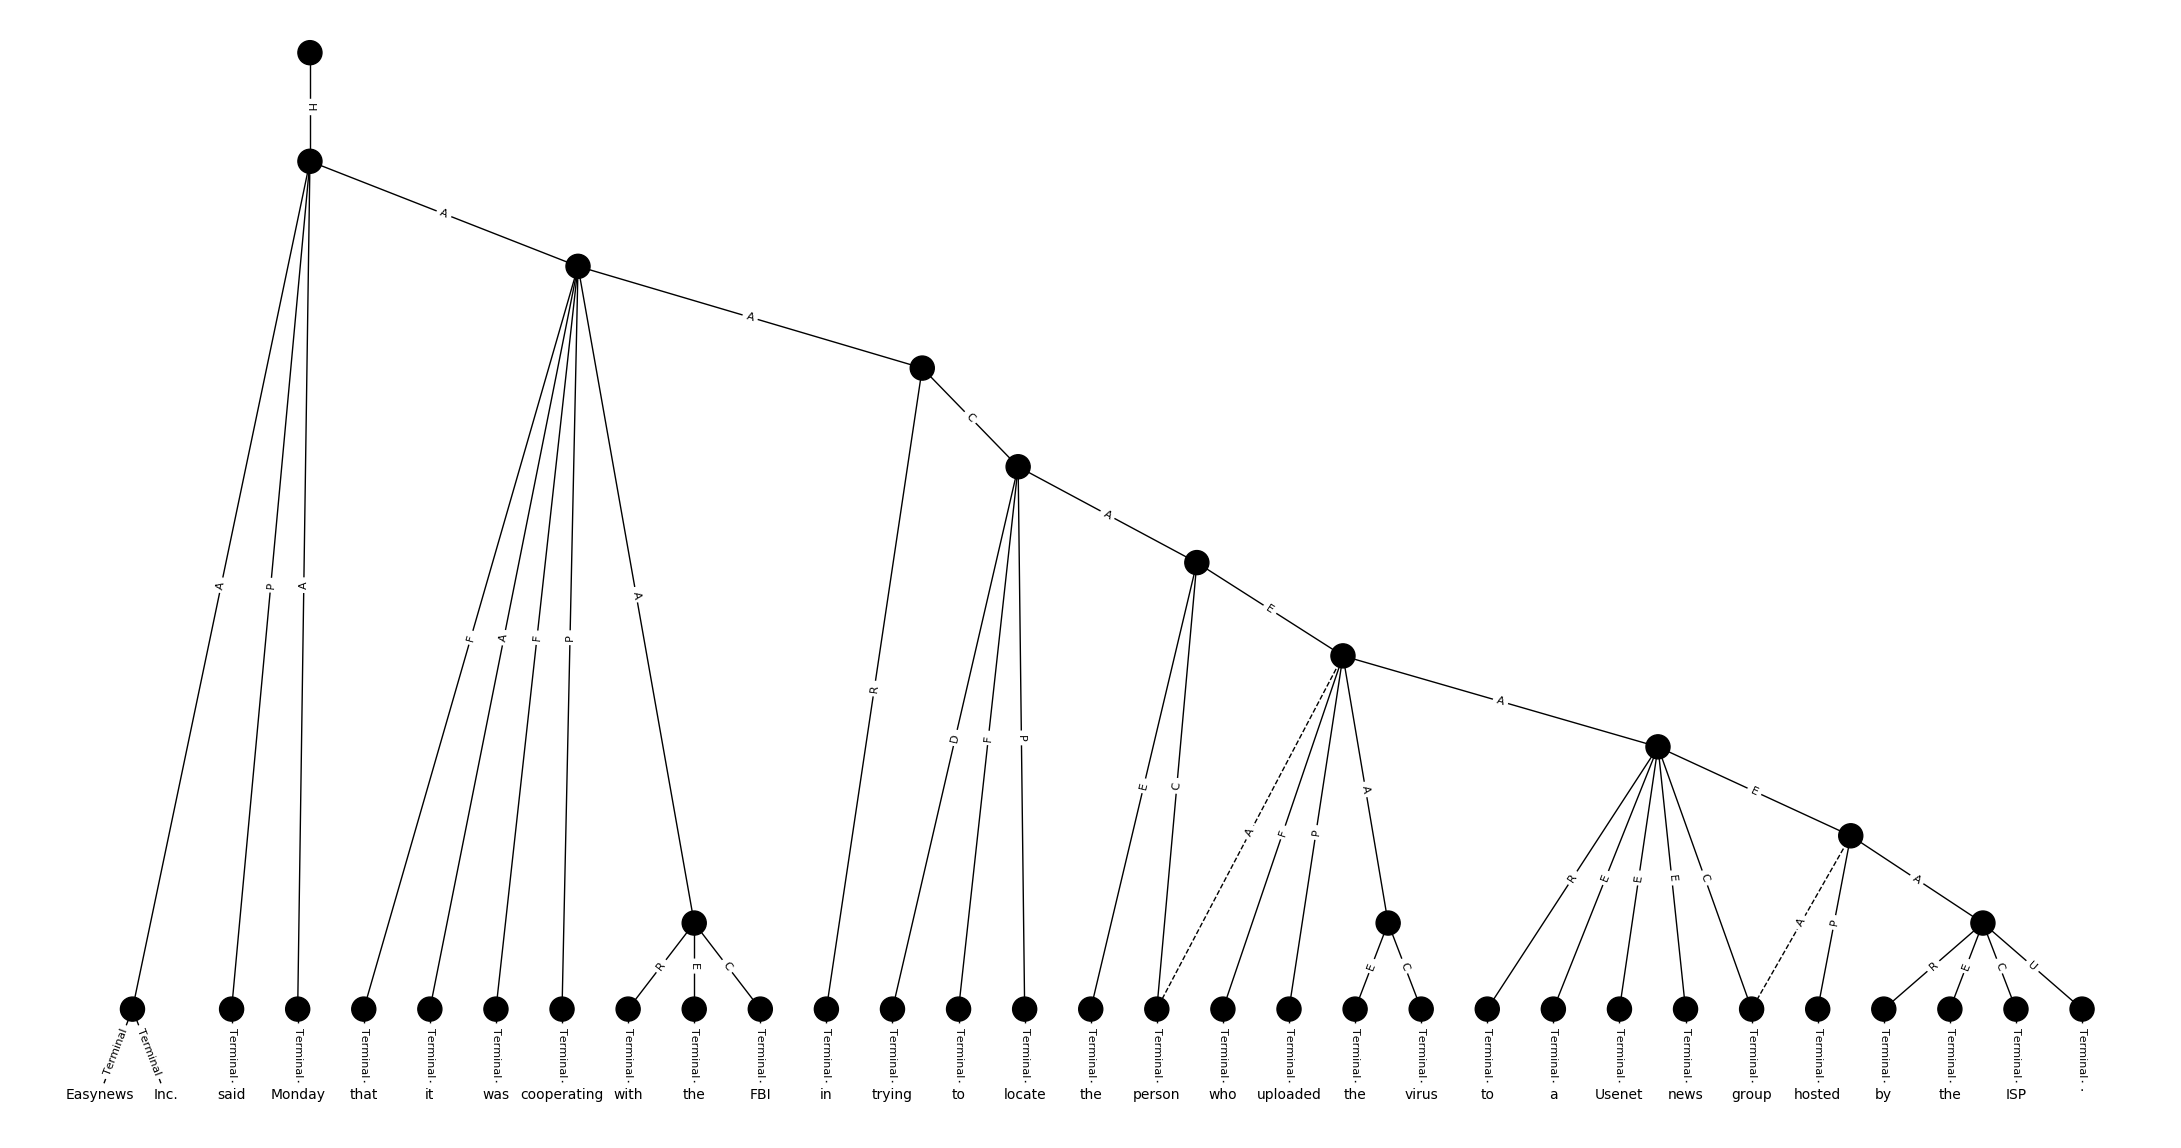 H
A
A
C
A
E
A
E
A
A P A F A F P A R D F P E C A F P A R E E E C A P
R E C E C R E C U
Terminal Terminal Terminal Terminal Terminal Terminal Terminal Terminal Terminal Terminal Terminal Terminal Terminal Terminal Terminal Terminal Terminal Terminal Terminal Terminal Terminal Terminal Terminal Terminal Terminal Terminal Terminal Terminal Terminal Terminal Terminal
Easynews Inc. said Monday that it was cooperating with the FBI in trying to locate the person who uploaded the virus to a Usenet news group hosted by the ISP .